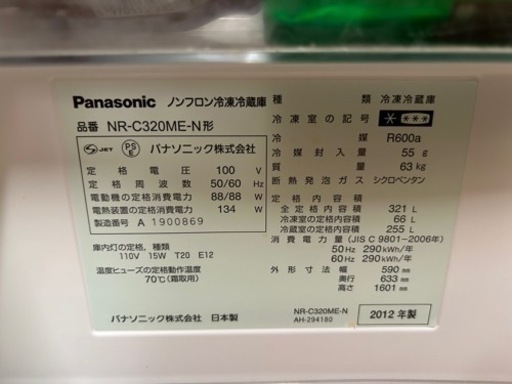 Panasonic ノンフロン冷凍冷蔵庫
品番 NR-C320ME-N形
JET PSE パナソニック株式会社
定格電圧 100 V
定格周波数 50/60 Hz
電動機の定格消費電力 88/88 W
電熱装置の定格消費電力 134 W
製造番号 A 1900869
庫内灯の定格、種類
110V 15W T20 E12
温度ヒューズの定格動作温度
70℃(霜取用)
パナソニック株式会社 日本製
種類 冷凍冷蔵庫
冷凍室の記号 ****
冷媒 R600a
冷媒封入量 55 g
質量 63 kg
断熱発泡ガス シクロペンタン
定格内容積
全定格内容積 321 L
冷凍室の定格内容積 66 L
冷蔵室の定格内容積 255 L
消費電力量 (JIS C 9801-2006年)
50 Hz 290 kWh/年
60 Hz 290 kWh/年
外形寸法 幅 590 mm
奥行 633 mm
高さ 1601 mm
NR-C320ME-N
AH-294180
2012 年製